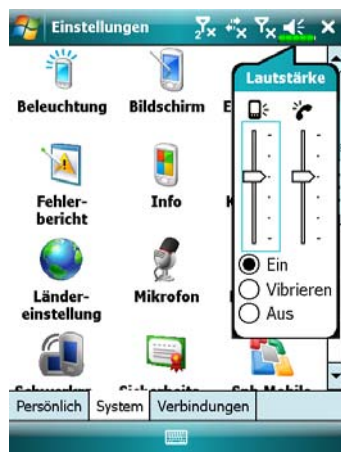 Einstellungen
Lautstärke
Beleuchtung
Bildschirm
Fehler-
bericht
Info
Länder-
einstellung
Mikrofon
Ein
Vibrieren
Aus
Persönlich
System
Verbindungen